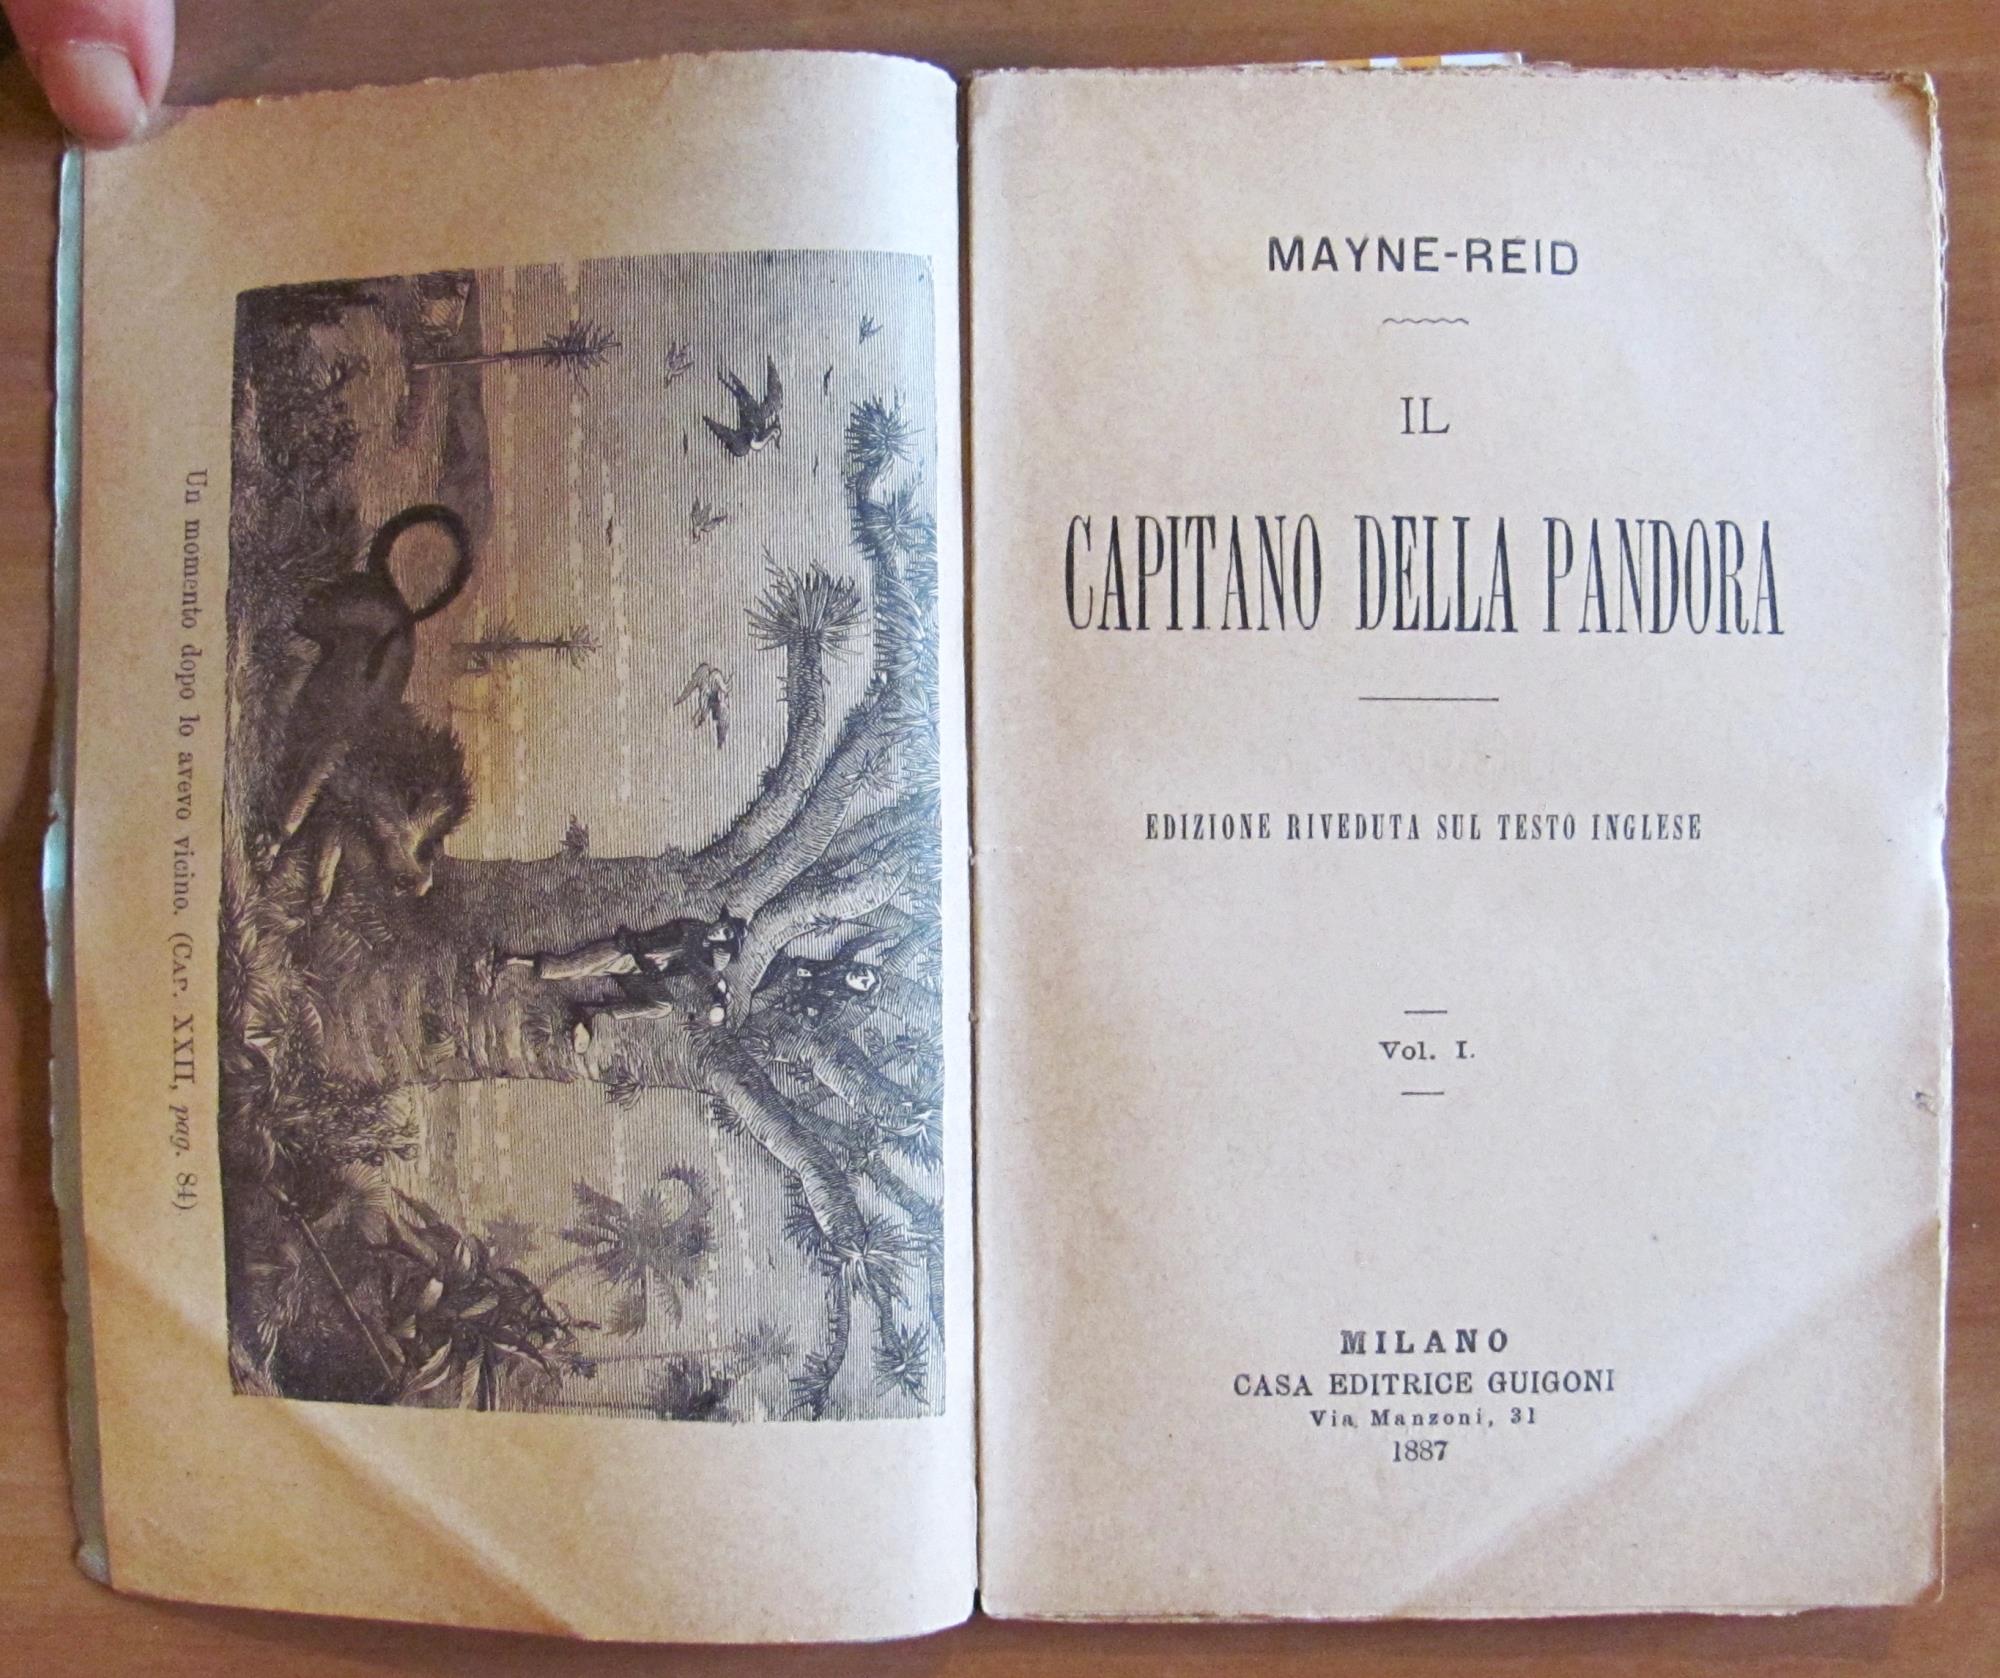 Un momento dopo lo avevo vicino. (CAP. XXII, pag. 84)
MAYNE-REID
IL
CAPITANO DELLA PANDORA
EDIZIONE RIVEDUTA SUL TESTO INGLESE
Vol. I.
MILANO
CASA EDITRICE GUIGONI
Via Manzoni, 31
1887